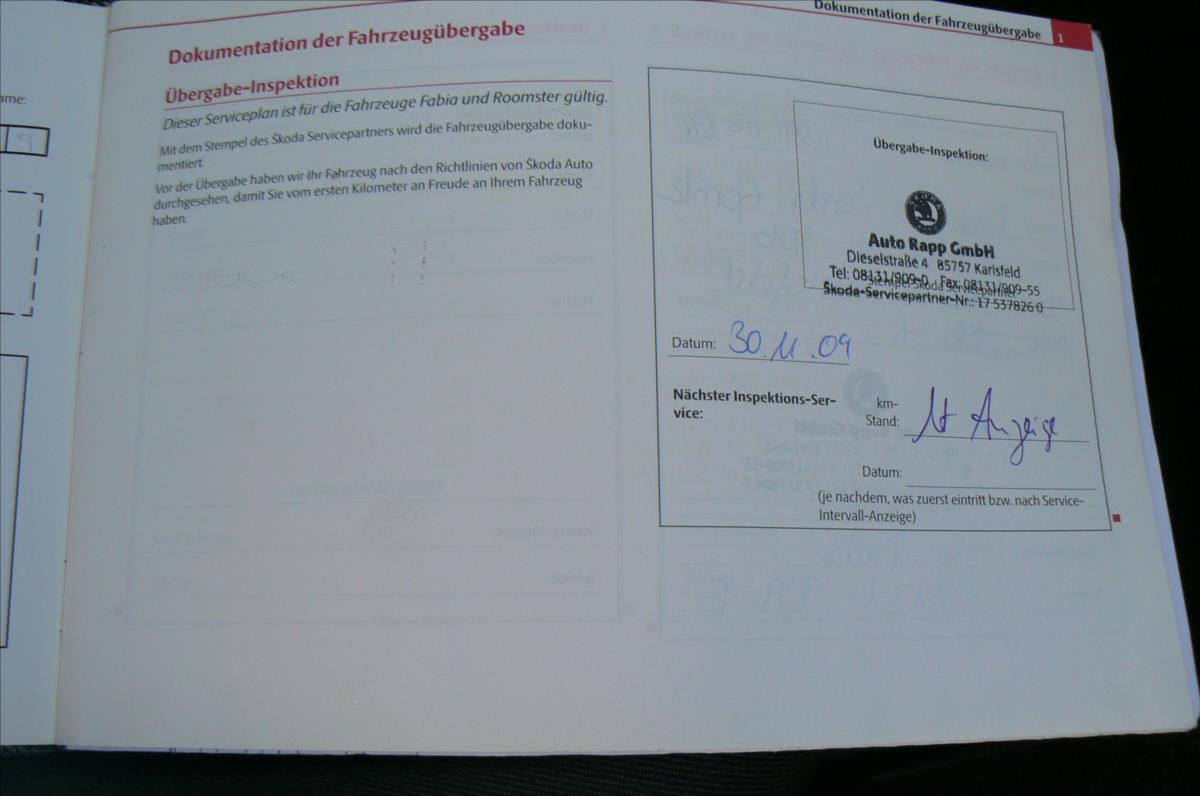 Dokumentation der Fahrzeugübergabe
1
Dokumentation der Fahrzeugübergabe
Übergabe-Inspektion
Dieser Serviceplan ist für die Fahrzeuge Fabia und Roomster gültig.
Mit dem Stempel des Škoda Servicepartners wird die Fahrzeugübergabe doku-
mentiert.
Vor der Übergabe haben wir Ihr Fahrzeug nach den Richtlinien von Škoda Auto
durchgesehen, damit Sie vom ersten Kilometer an Freude an Ihrem Fahrzeug
haben.
Übergabe-Inspektion:
Auto Rapp GmbH
Dieselstraße 4 85757 Karlsfeld
Tel: 08131/909-0 Fax: 08131/909-55
Stempel Škoda Servicepartner
Škoda-Servicepartner-Nr.: 17 537826 0
Datum: 30.11.09
Nächster Inspektions-Ser-
vice:
km-
Stand: lt Anzeige
Datum:
(je nachdem, was zuerst eintritt bzw. nach Service-
Intervall-Anzeige)